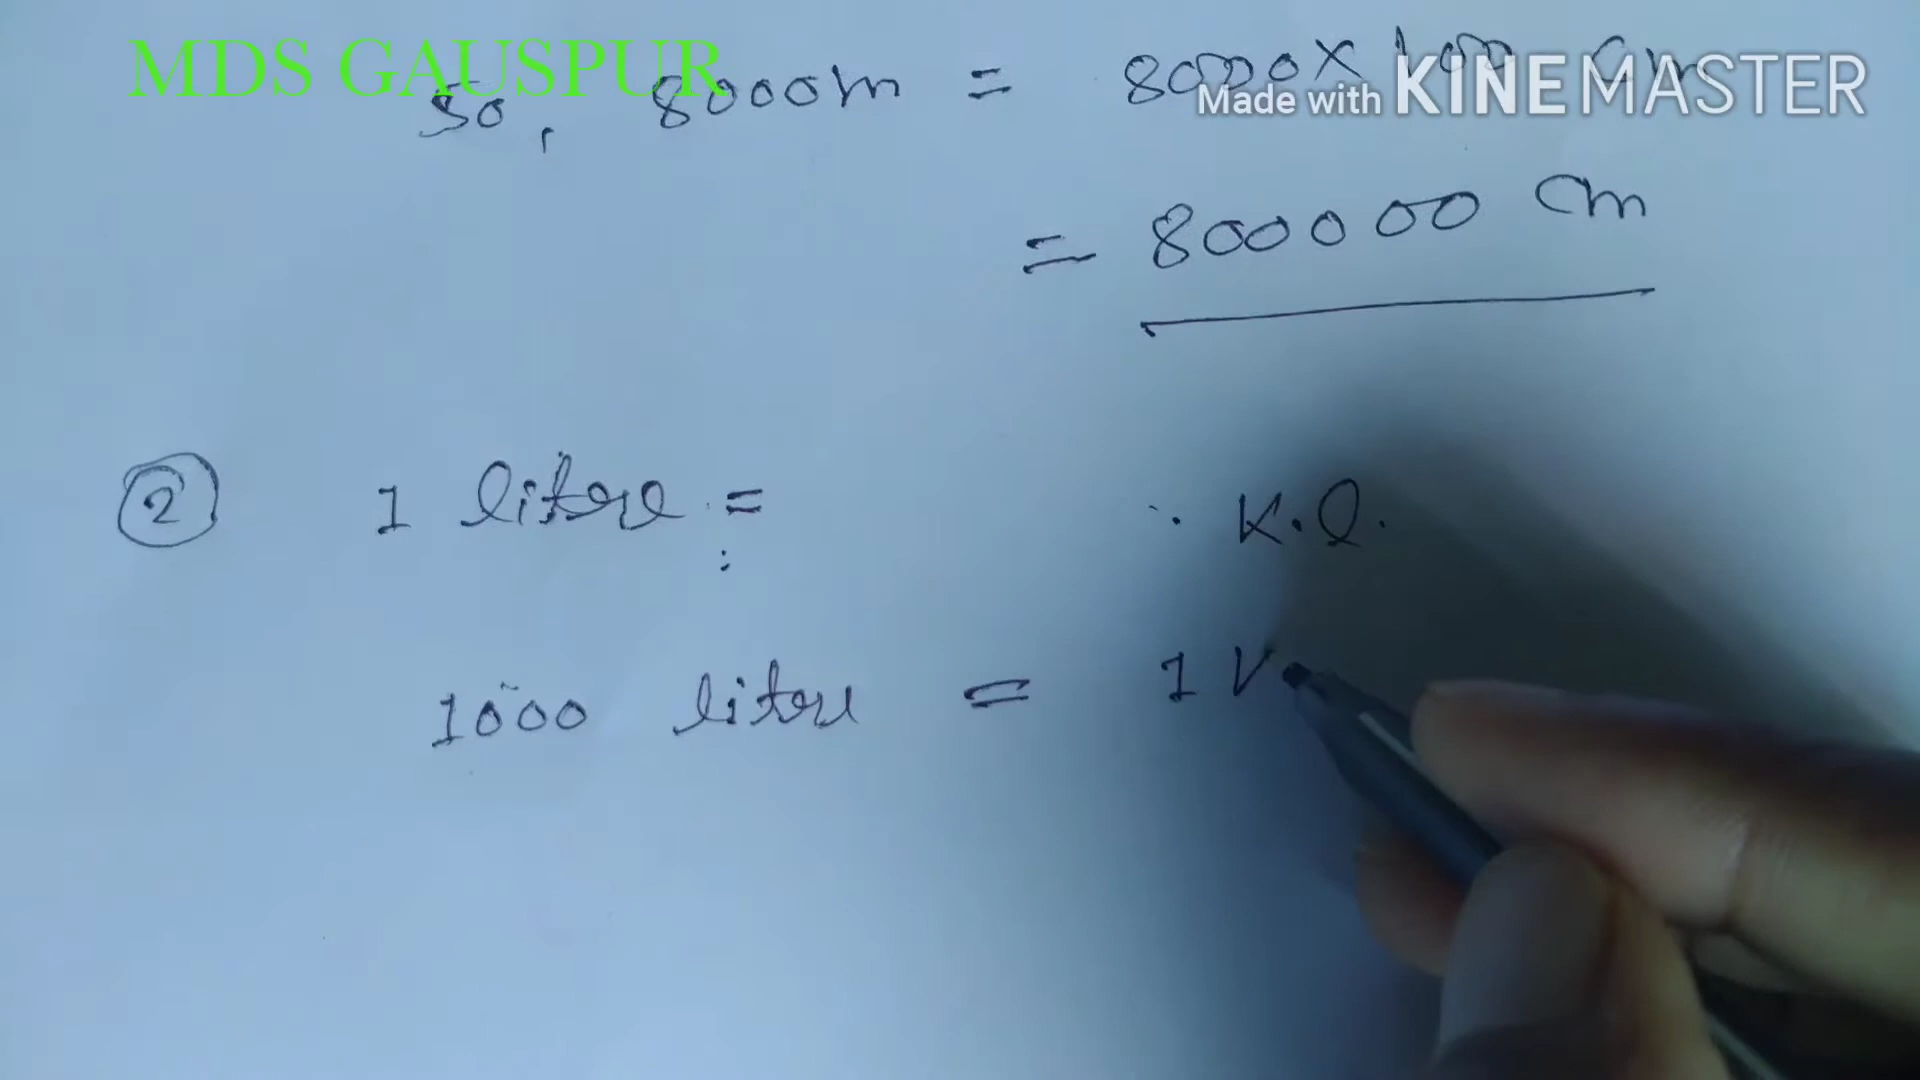 MDS GAUSPUR
Made with KINEMASTER
So, 8000m = 8000 x 100 cm
= 800000 cm
2 1 litre = K.l.
1000 litre = 1 K